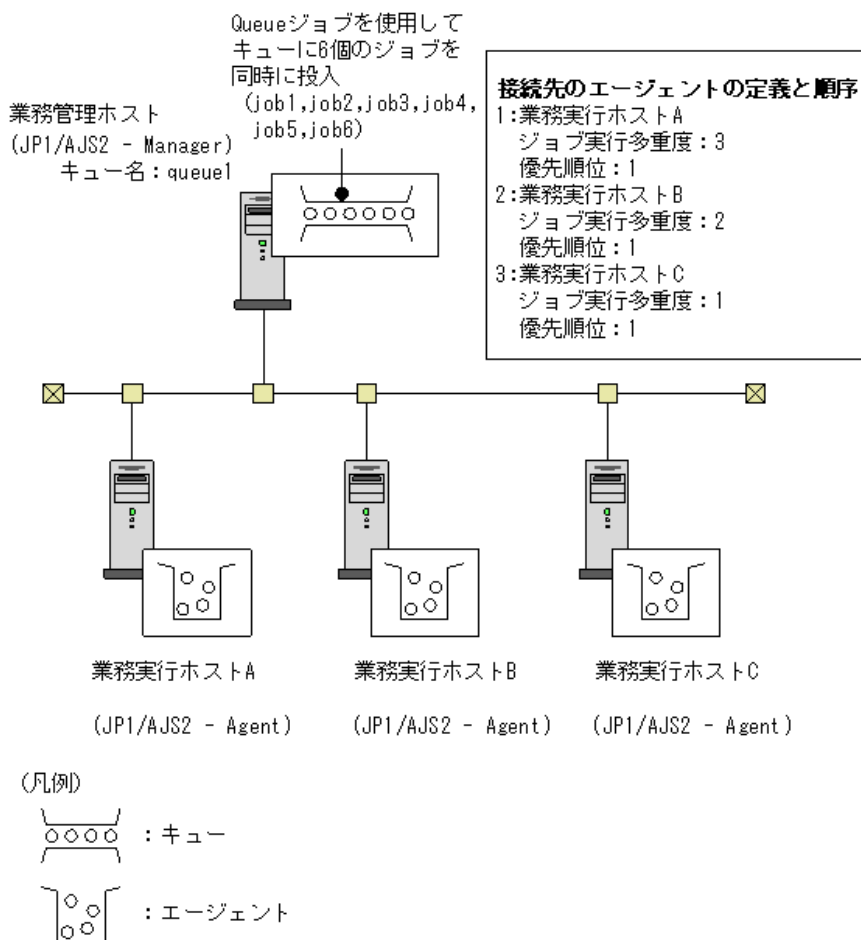 Queueジョブを使用して
キューに6個のジョブを
同時に投入
(job1,job2,job3,job4,
job5,job6)
業務管理ホスト
(JP1/AJS2 - Manager)
キュー名：queue1
接続先のエージェントの定義と順序
1:業務実行ホストA
ジョブ実行多重度：3
優先順位：1
2:業務実行ホストB
ジョブ実行多重度：2
優先順位：1
3:業務実行ホストC
ジョブ実行多重度：1
優先順位：1
業務実行ホストA
業務実行ホストB
業務実行ホストC
(JP1/AJS2 - Agent)
(JP1/AJS2 - Agent)
(JP1/AJS2 - Agent)
(凡例)
：キュー
：エージェント